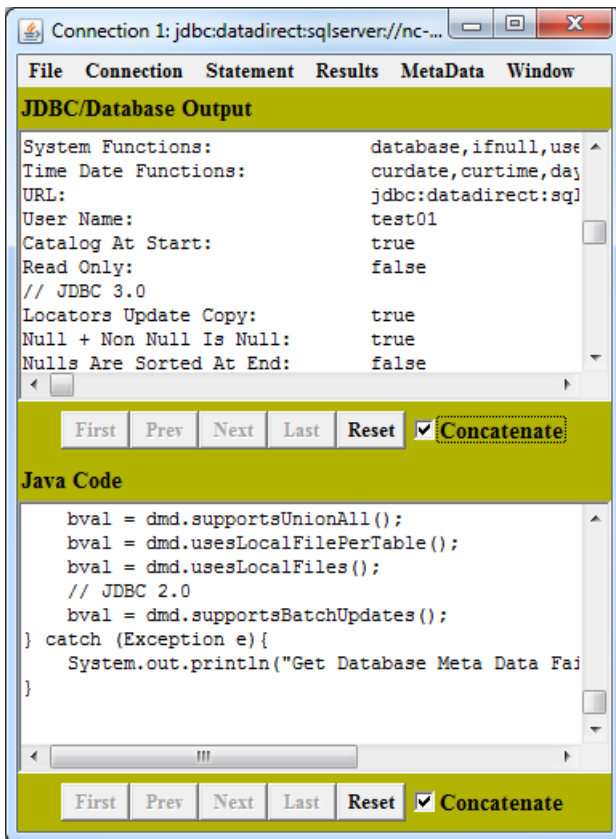 Connection 1: jdbc:datadirect:sqlserver://nc-...
File Connection Statement Results MetaData Window
JDBC/Database Output
System Functions: database,ifnull,use
Time Date Functions: curdate,curtime,day
URL: jdbc:datadirect:sql
User Name: test01
Catalog At Start: true
Read Only: false
// JDBC 3.0
Locators Update Copy: true
Null + Non Null Is Null: true
Nulls Are Sorted At End: false
First Prev Next Last Reset Concatenate
Java Code
bval = dmd.supportsUnionAll();
bval = dmd.usesLocalFilePerTable();
bval = dmd.usesLocalFiles();
// JDBC 2.0
bval = dmd.supportsBatchUpdates();
} catch (Exception e){
System.out.println("Get Database Meta Data Fai
}
First Prev Next Last Reset Concatenate